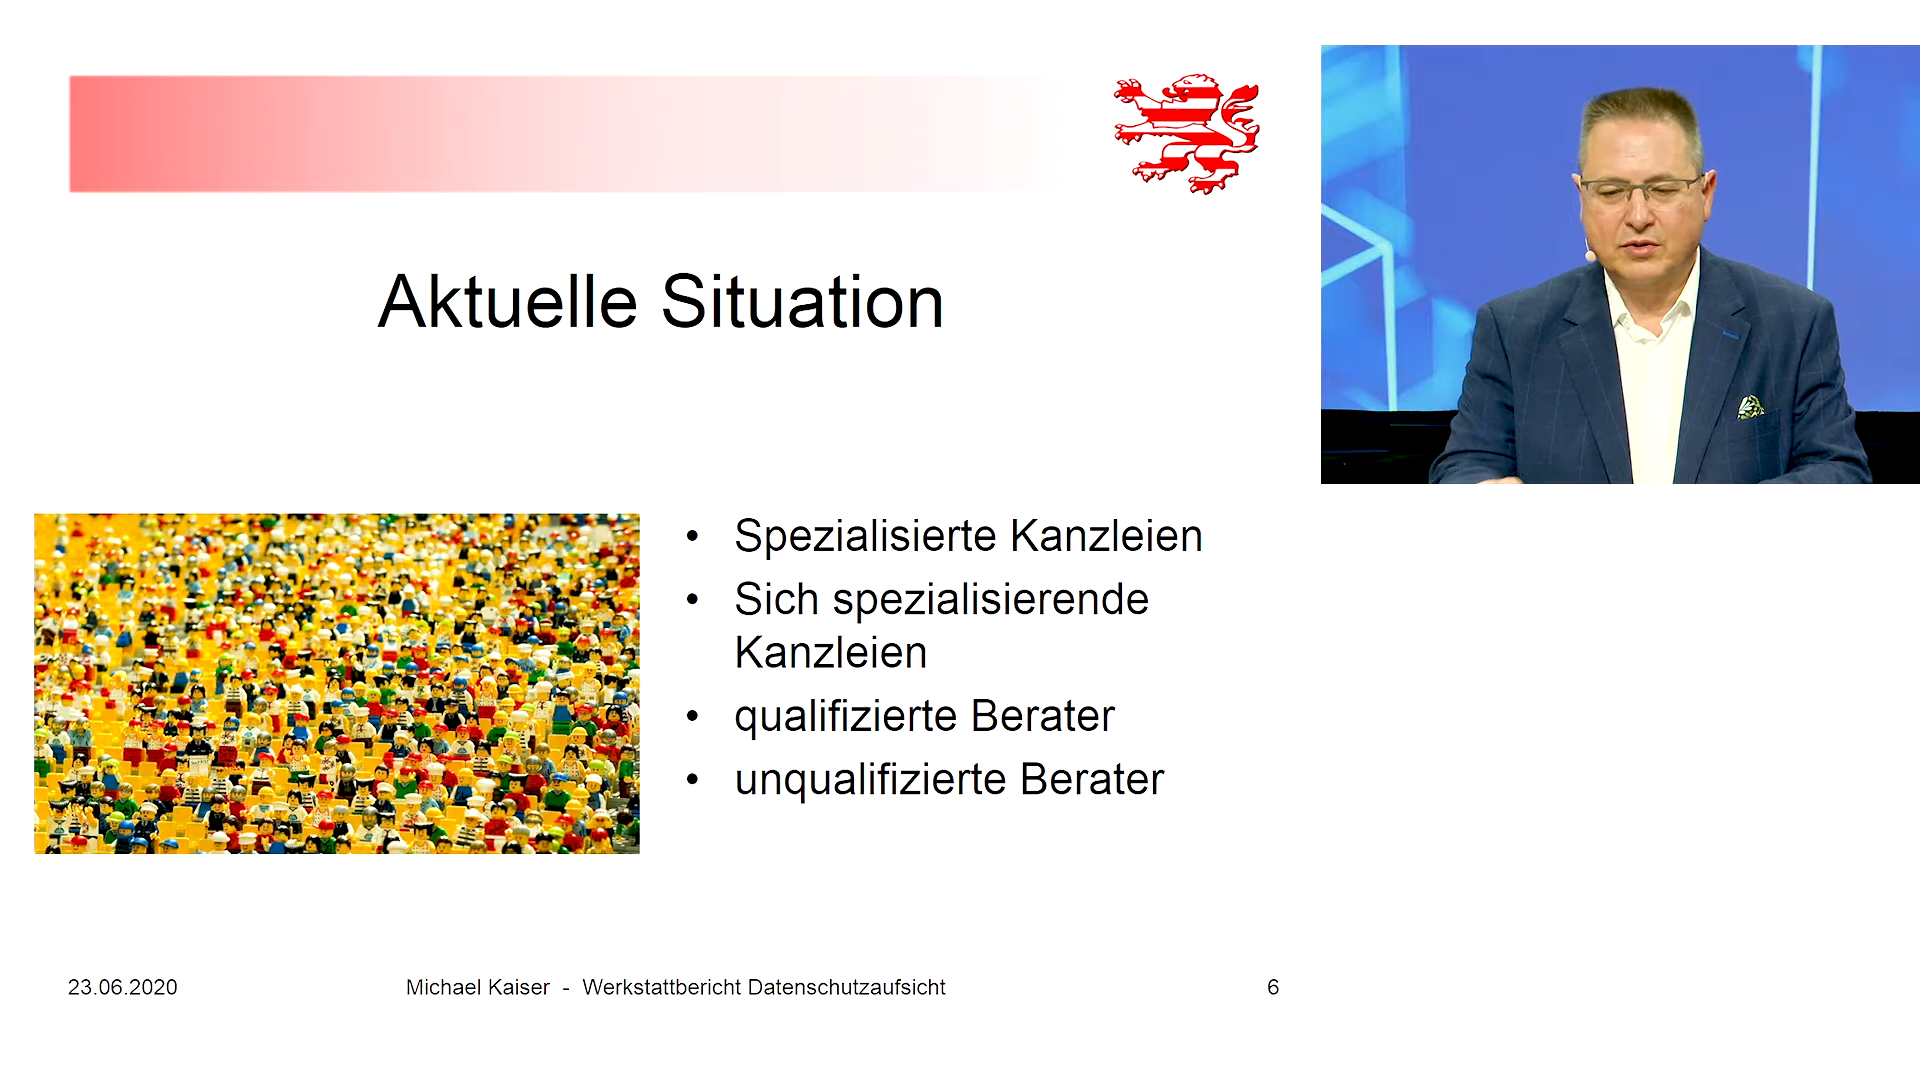 Aktuelle Situation
• Spezialisierte Kanzleien
• Sich spezialisierende
Kanzleien
• qualifizierte Berater
• unqualifizierte Berater
23.06.2020
Michael Kaiser - Werkstattbericht Datenschutzaufsicht
6